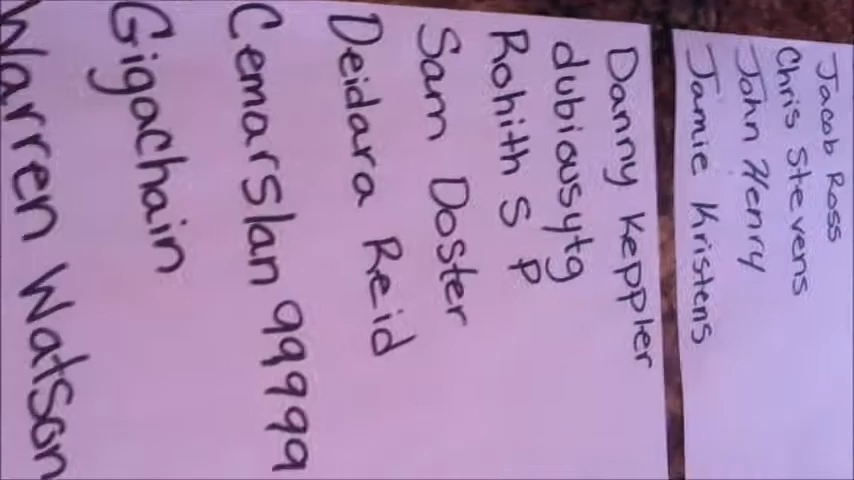 Jacob Ross
Chris Stevens
John Henry
Jamie Kristens
Danny Keppler
dubiousytg
Rohith S P
Sam Doster
Deidara Reid
Cemarslan 99999
Gigachain
Warren Watson